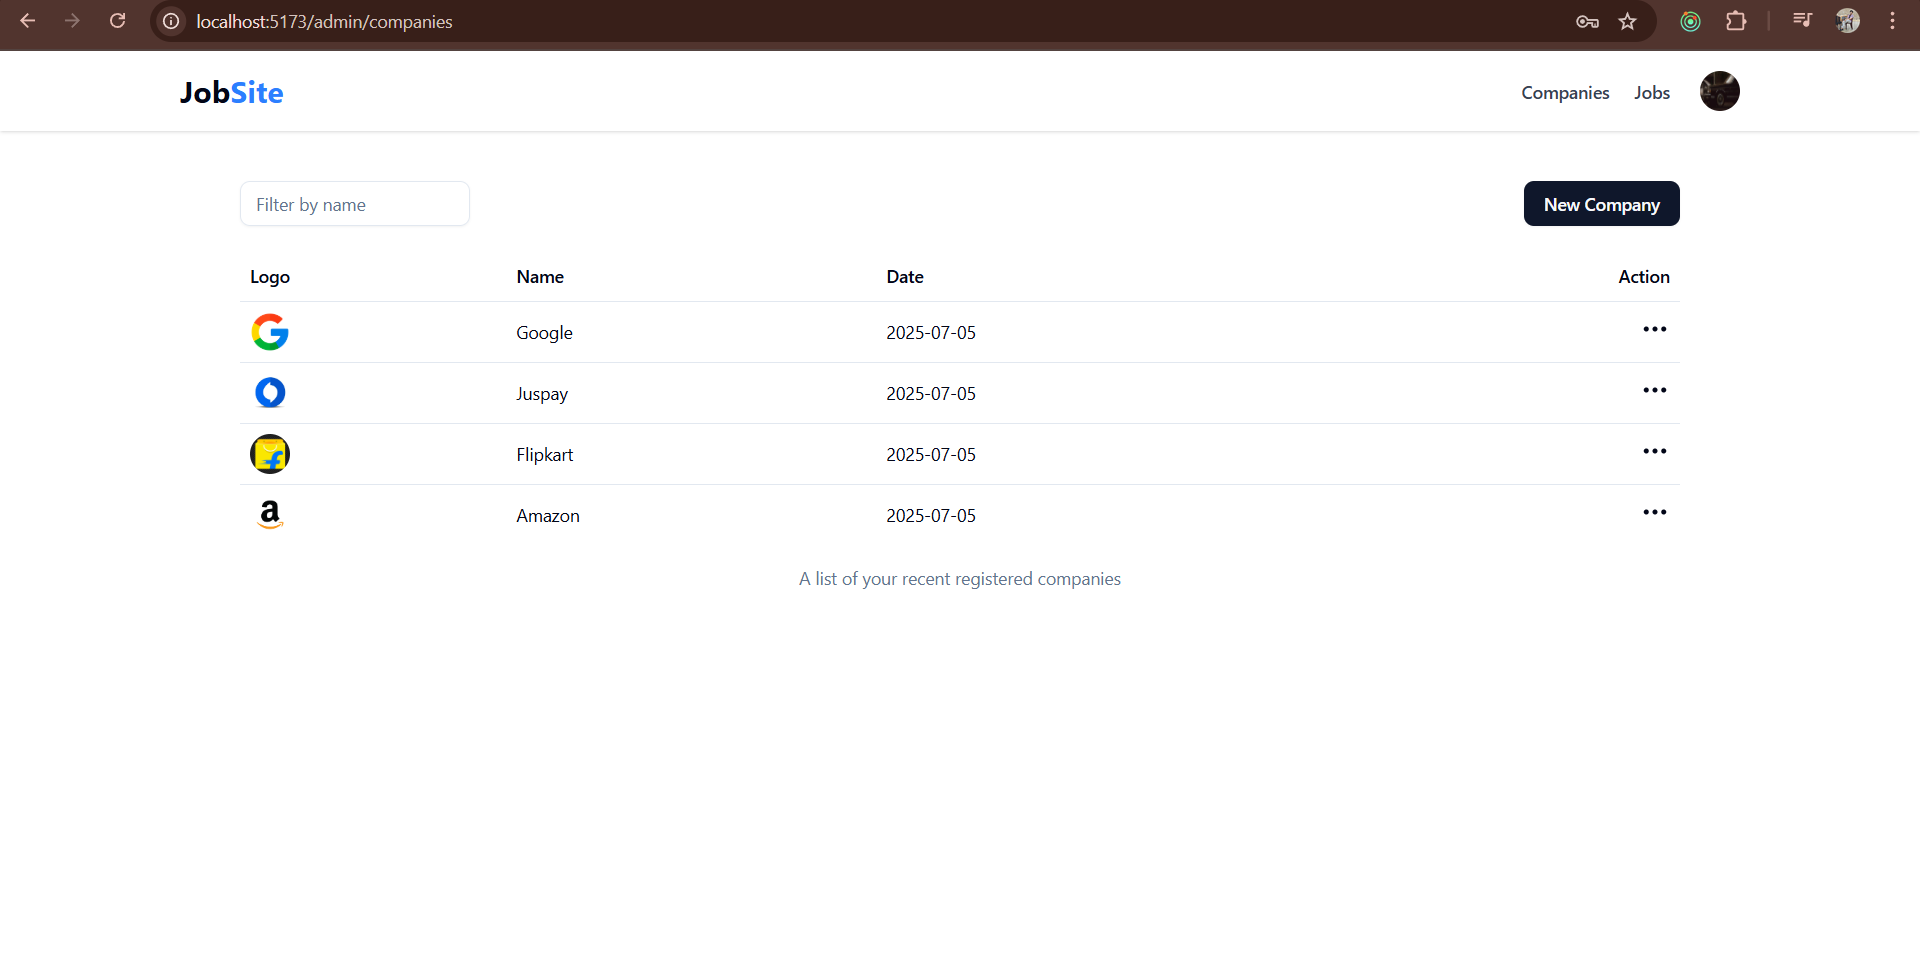 localhost:5173/admin/companies
JobSite
Companies Jobs
Filter by name
New Company
Logo Name Date Action
Google 2025-07-05
Juspay 2025-07-05
Flipkart 2025-07-05
a Amazon 2025-07-05
A list of your recent registered companies